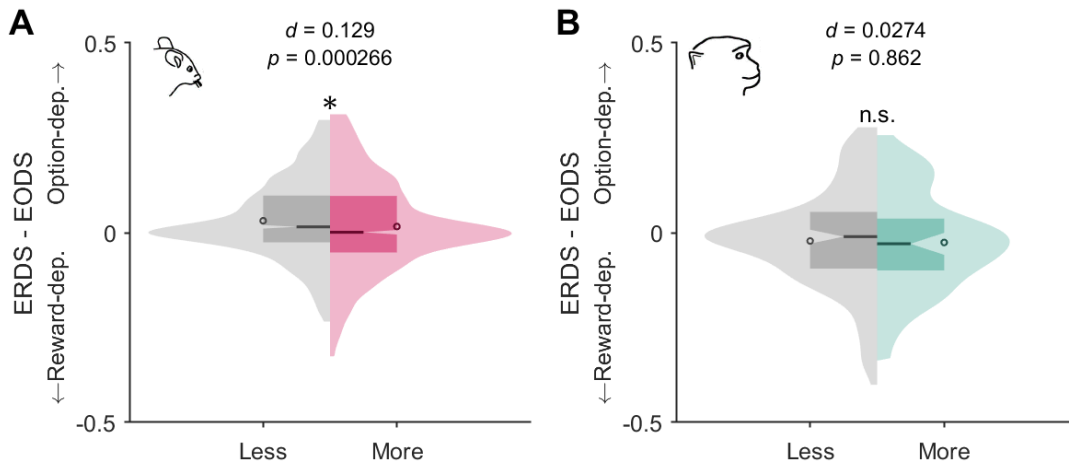 A
d = 0.129
p = 0.000266
*
0.5
0
-0.5
ERDS - EODS
←Reward-dep. Option-dep.→
Less More
B
d = 0.0274
p = 0.862
n.s.
0.5
0
-0.5
ERDS - EODS
←Reward-dep. Option-dep.→
Less More